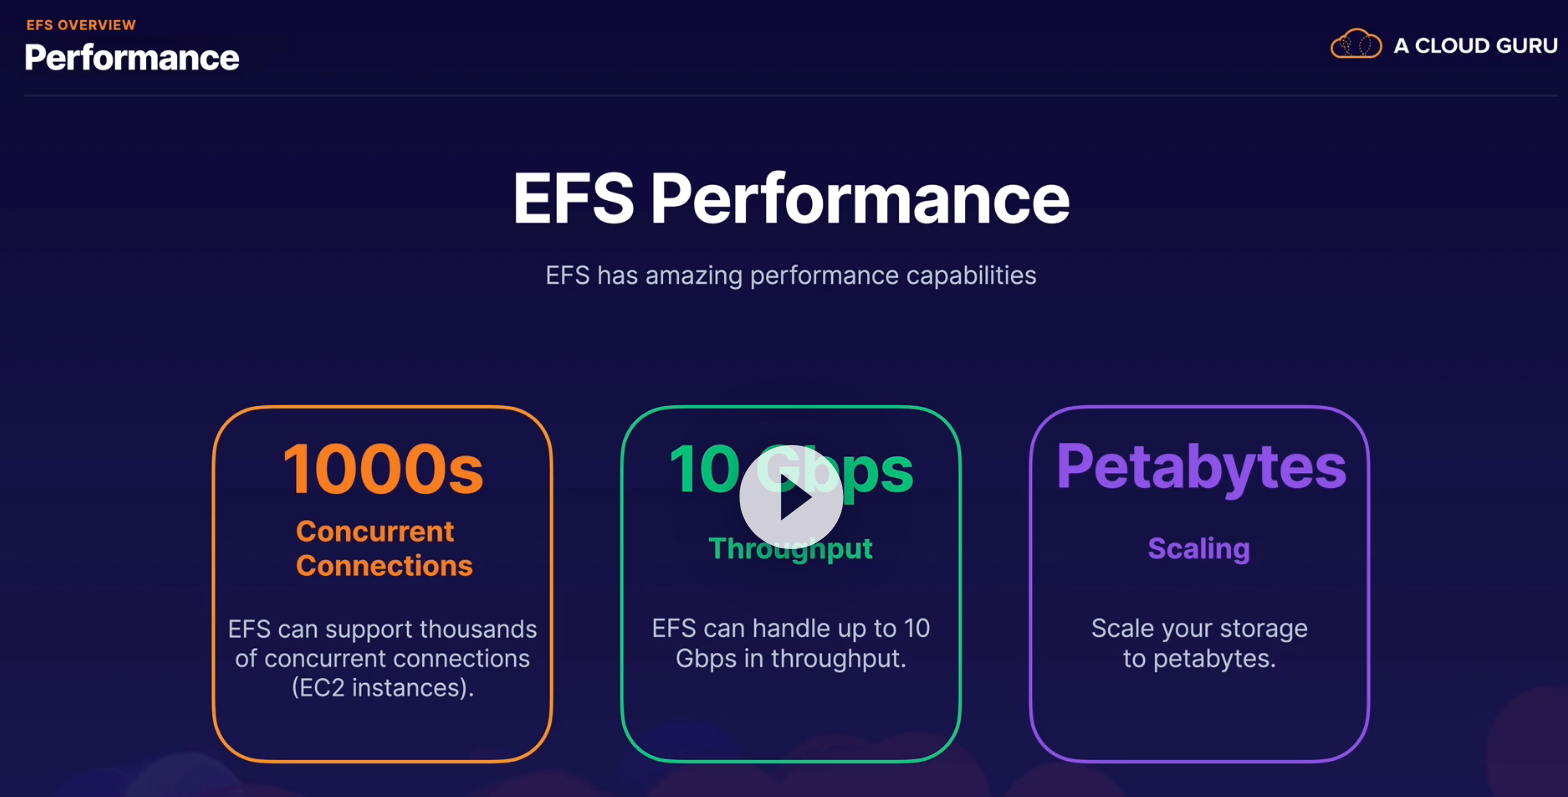 EFS OVERVIEW
Performance
A CLOUD GURU
EFS Performance
EFS has amazing performance capabilities
1000s
Concurrent
Connections
EFS can support thousands
of concurrent connections
(EC2 instances).
10 Gbps
Throughput
EFS can handle up to 10
Gbps in throughput.
Petabytes
Scaling
Scale your storage
to petabytes.